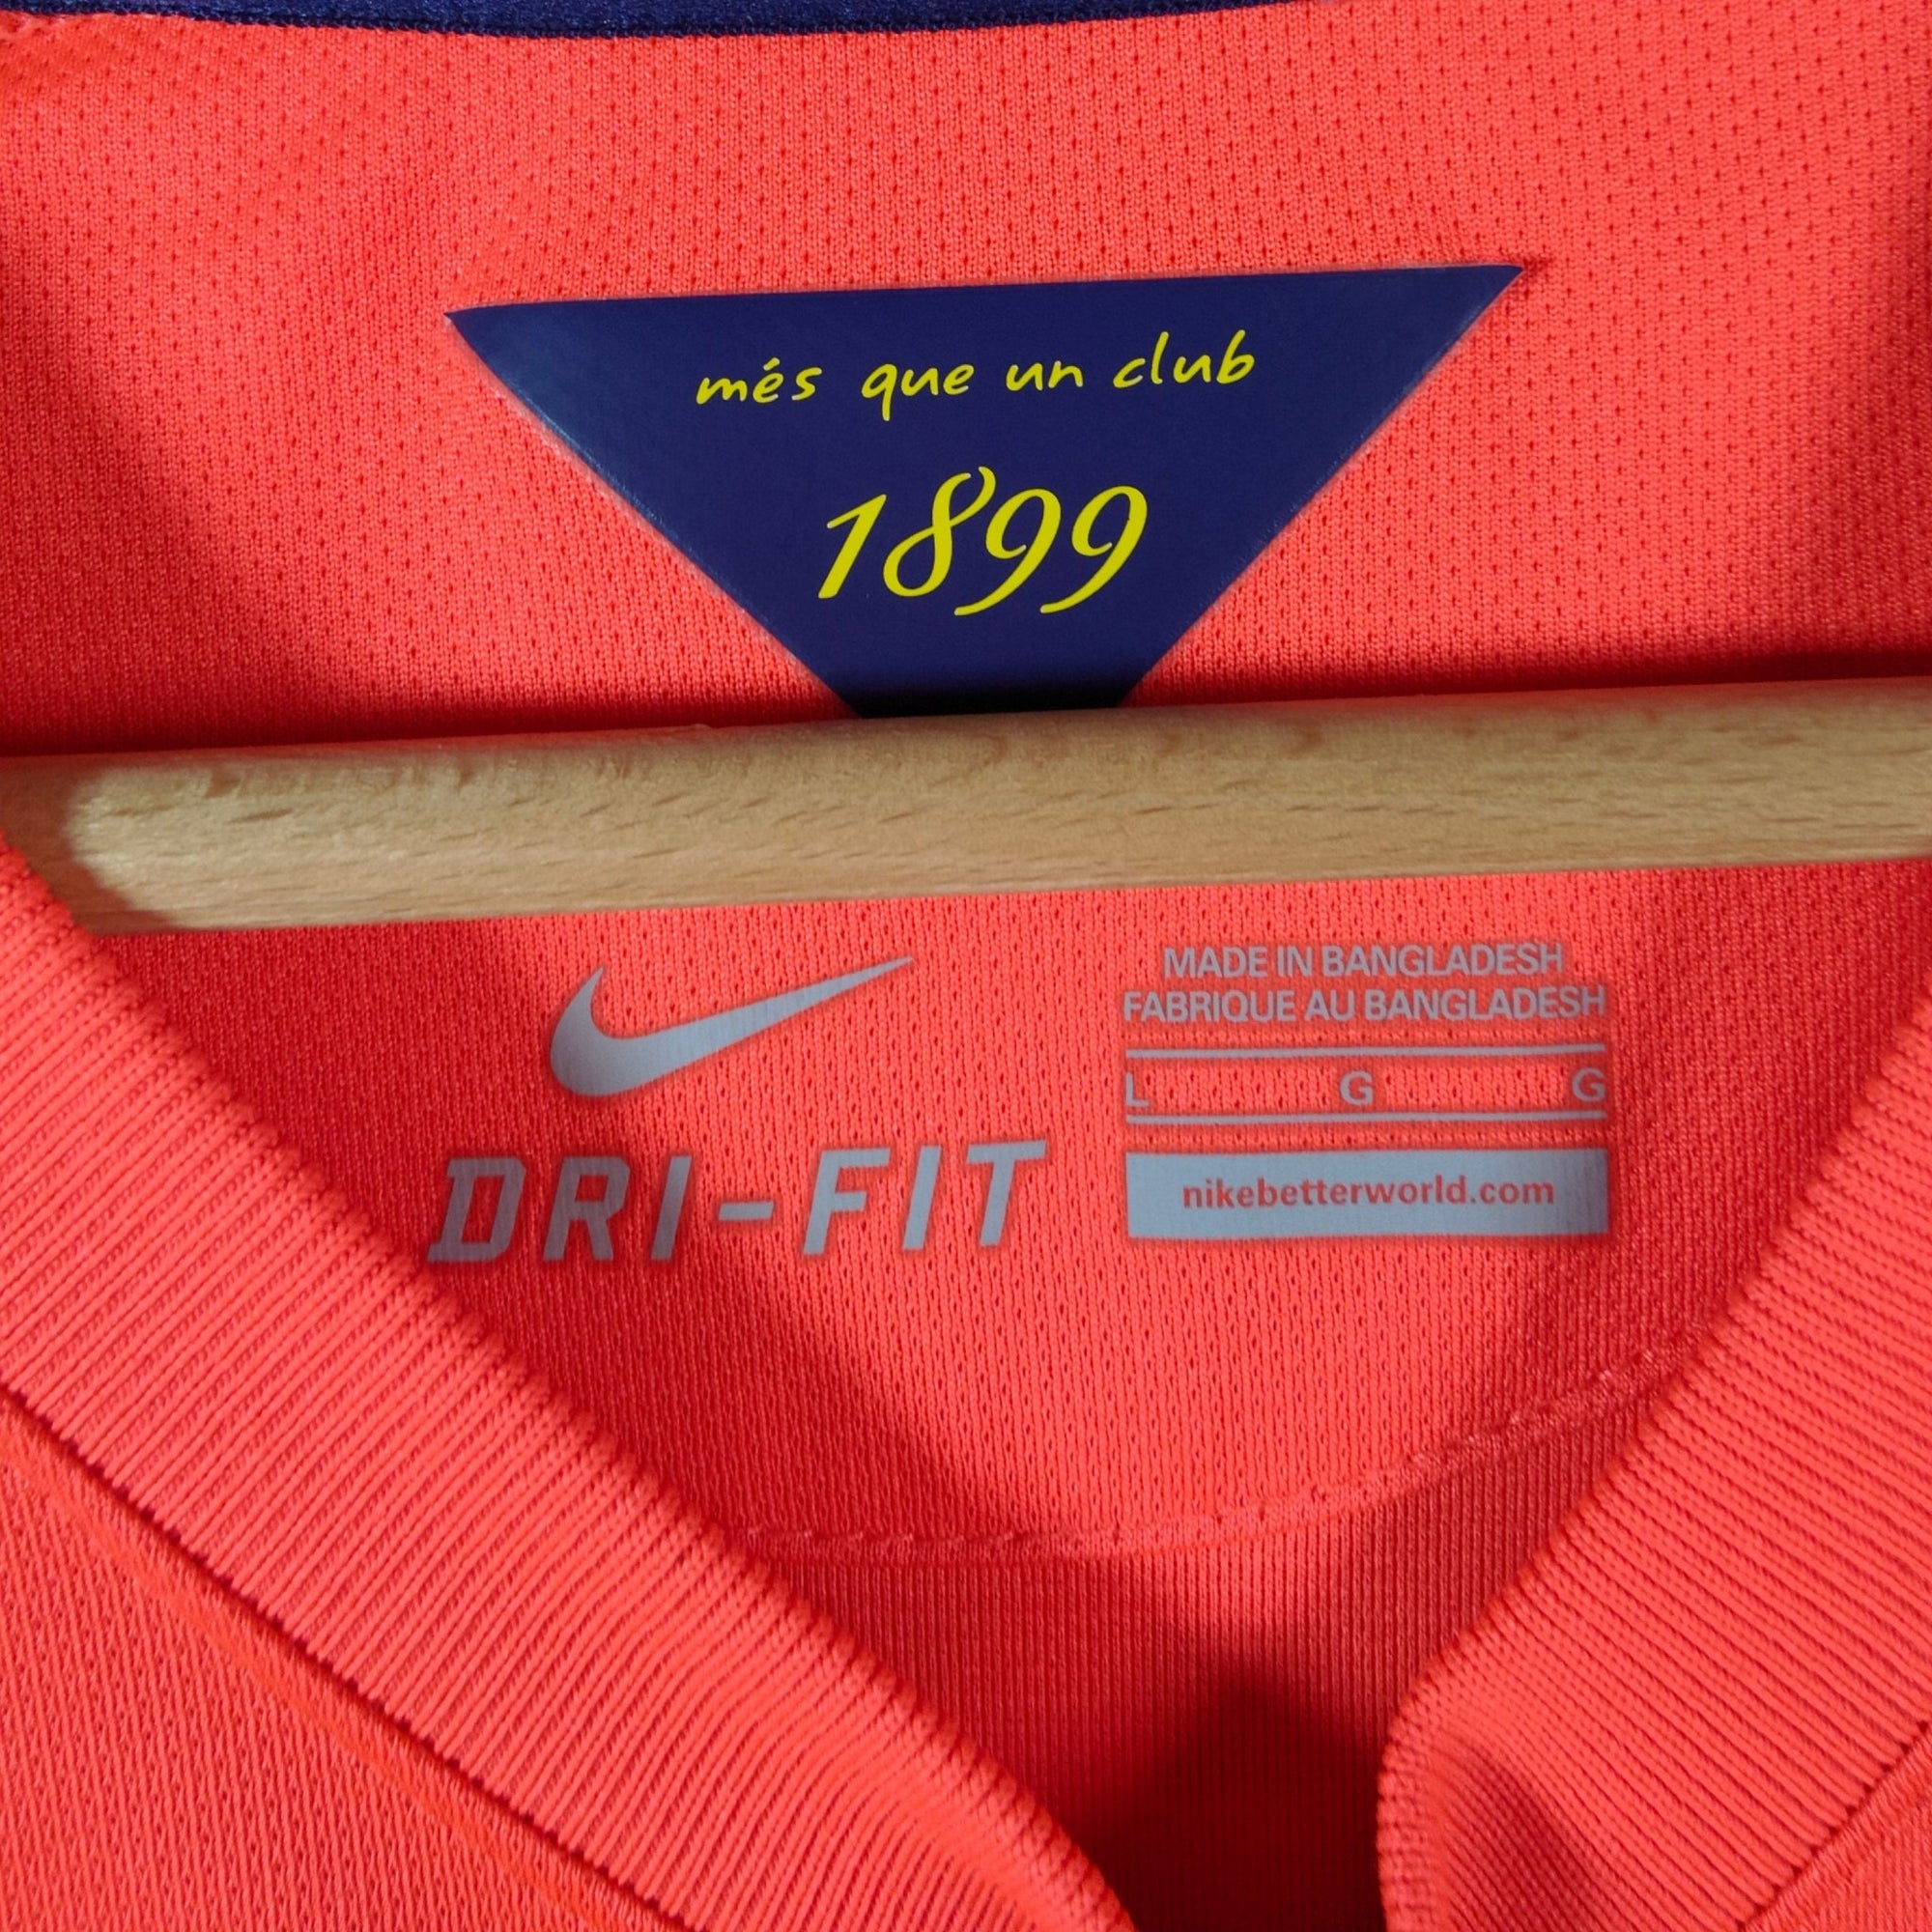 més que un club
1899
DRI-FIT
MADE IN BANGLADESH
FABRIQUE AU BANGLADESH
L G G
nikebetterworld.com